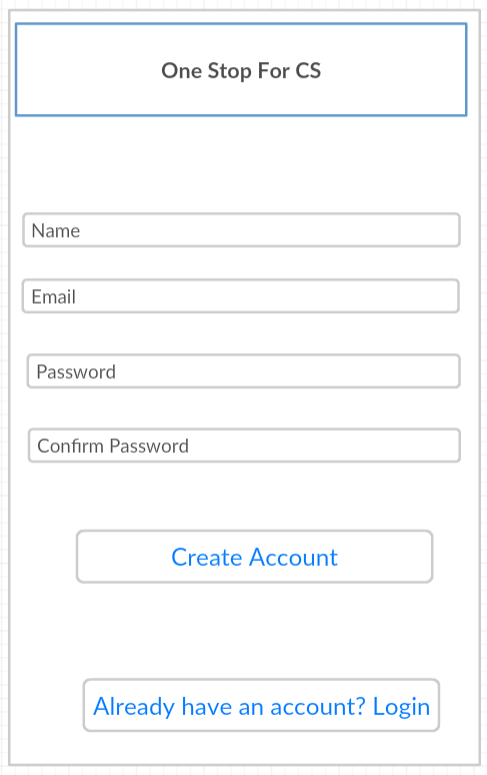 One Stop For CS
Name
Email
Password
Confirm Password
Create Account
Already have an account? Login